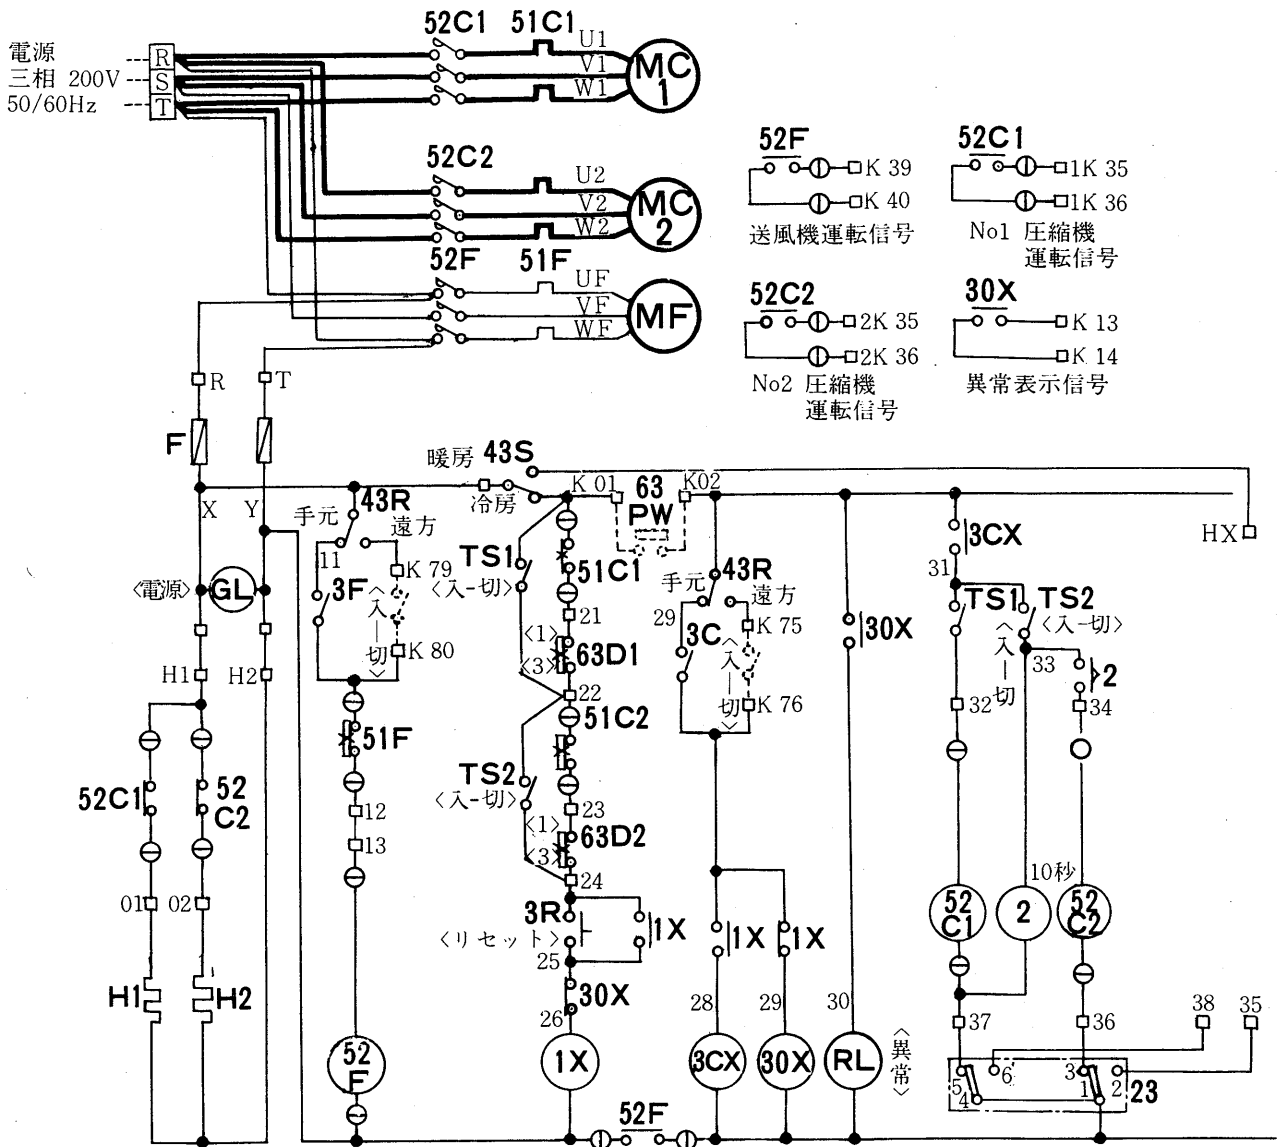 52C1 51C1
電源 R U1
三相 200V S V1 MC 1
50/60Hz T W1
52C2 U2
V2 MC 2
W2
52F 51F UF
VF MF
WF
52F
K 39
K 40
送風機運転信号
52C1
1K 35
1K 36
No1 圧縮機
運転信号
52C2
2K 35
2K 36
No2 圧縮機
運転信号
30X
K 13
K 14
異常表示信号
R T
F
暖房 43S
冷房
K 01 63 PW K02
HX
X Y
手元 43R 遠方
11 K 79
3F 〈入―切〉
K 80
〈電源〉 GL
H1 H2
51F
12
13
52C1 52 C2
01 02
H1 H2
52 F
TS1
〈入-切〉
51C1
21
〈1〉
63D1
〈3〉
22
51C2
TS2
〈入-切〉
23
〈1〉
63D2
〈3〉
24
3R
〈リセット〉
1X
25
30X
26
1X
52F
手元 43R 遠方
29 K 75
3C 〈入―切〉
K 76
1X 1X
28 29
3CX 30X
30X
30
RL 〈異常〉
3CX
31
TS1
〈入―切〉
TS2
〈入-切〉
33
2
32 34
10秒
52 C1 2 52 C2
37 36 38 35
5 6 3 2
4 1 23